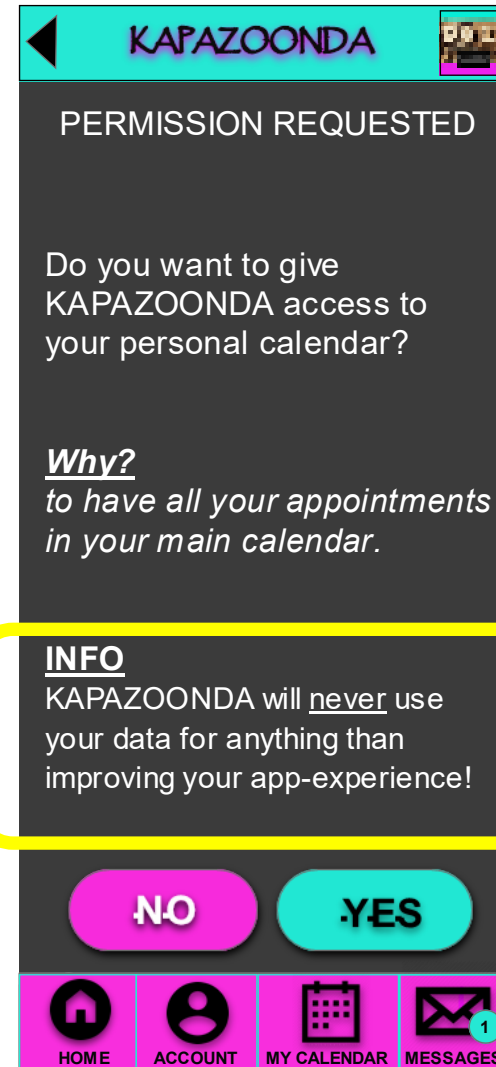 KAPAZOONDA
PERMISSION REQUESTED
Do you want to give
KAPAZOONDA access to
your personal calendar?
Why?
to have all your appointments
in your main calendar.
INFO
KAPAZOONDA will never use
your data for anything than
improving your app-experience!
NO YES
HOME ACCOUNT MY CALENDAR MESSAGES 1